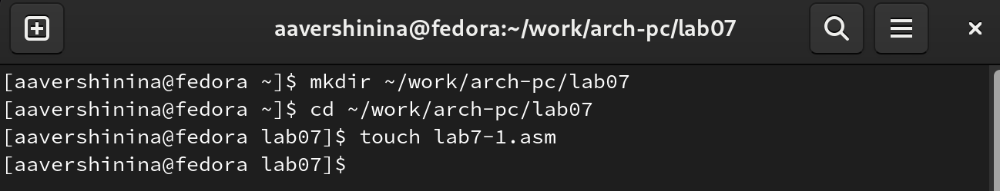 aavershinina@fedora:~/work/arch-pc/lab07
[aavershinina@fedora ~]$ mkdir ~/work/arch-pc/lab07
[aavershinina@fedora ~]$ cd ~/work/arch-pc/lab07
[aavershinina@fedora lab07]$ touch lab7-1.asm
[aavershinina@fedora lab07]$